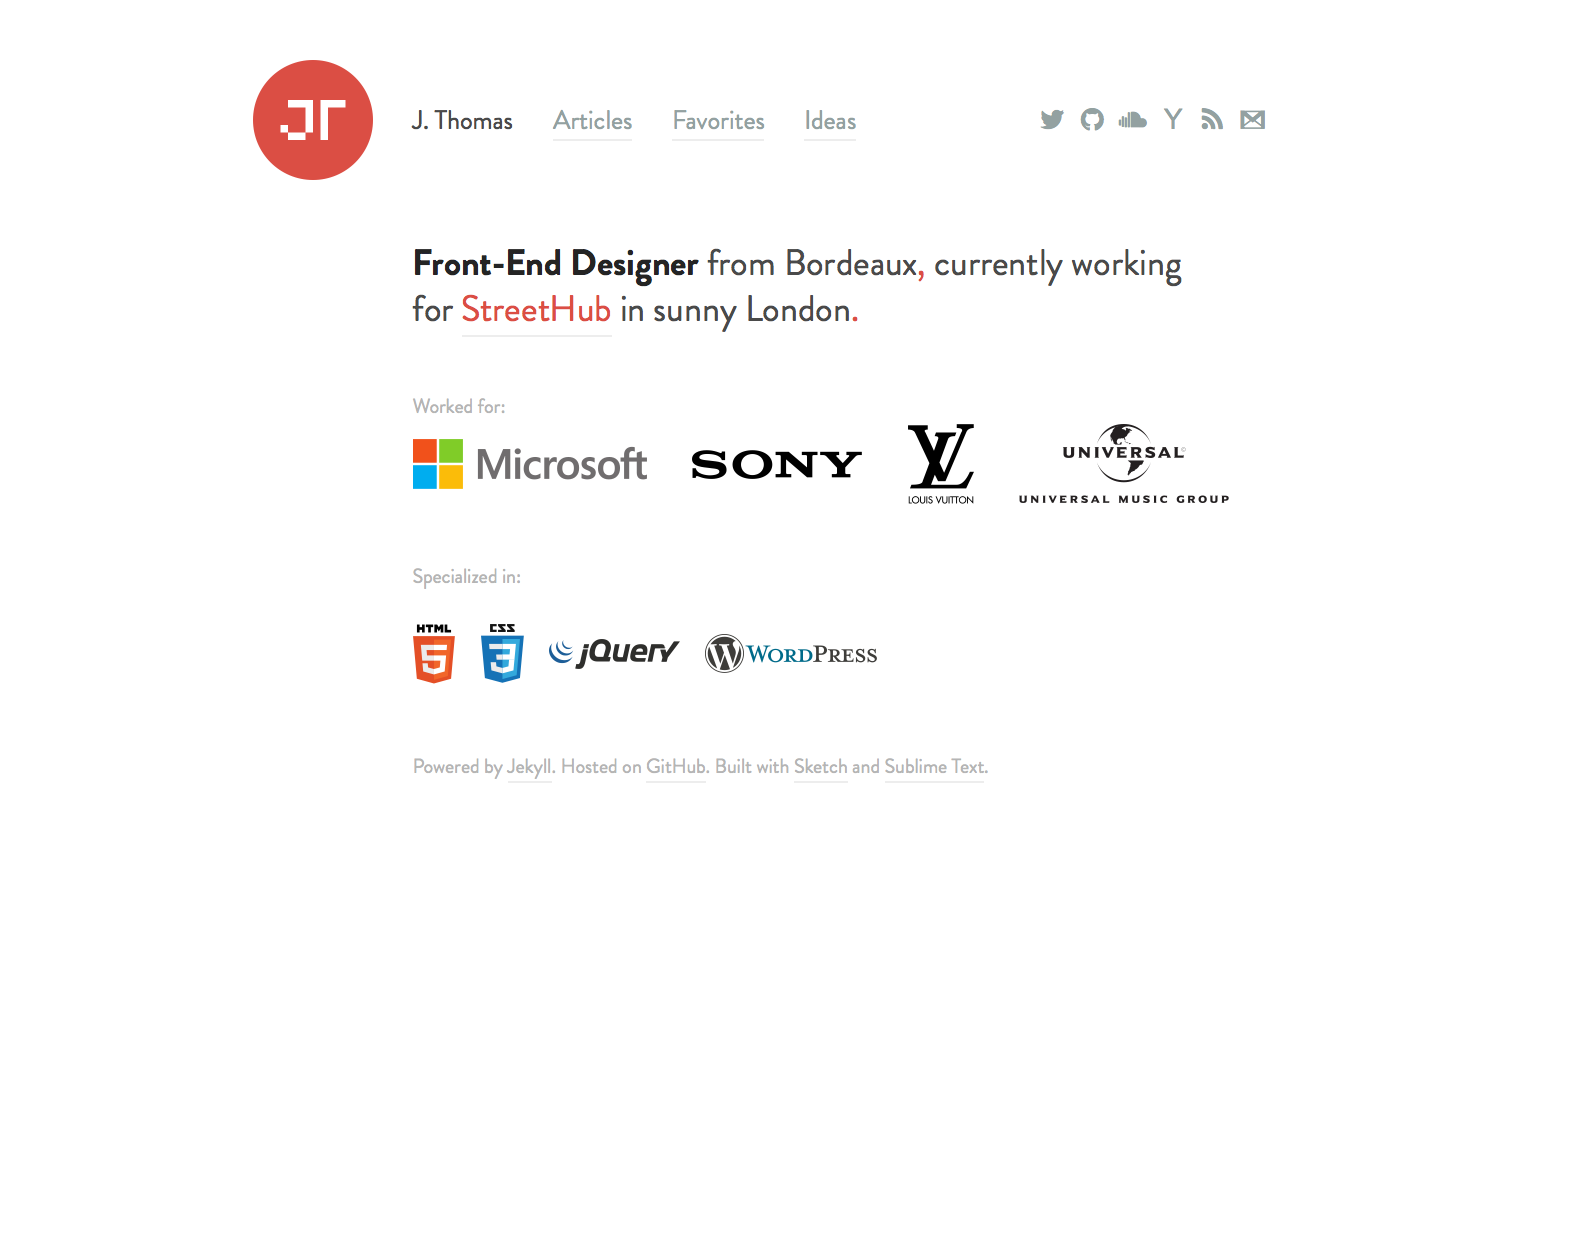 JT
J. Thomas Articles Favorites Ideas
Front-End Designer from Bordeaux, currently working
for StreetHub in sunny London.
Worked for:
Microsoft SONY LV LOUIS VUITTON UNIVERSAL
UNIVERSAL MUSIC GROUP
Specialized in:
HTML 5 CSS 3 jQuery WORDPRESS
Powered by Jekyll. Hosted on GitHub. Built with Sketch and Sublime Text.